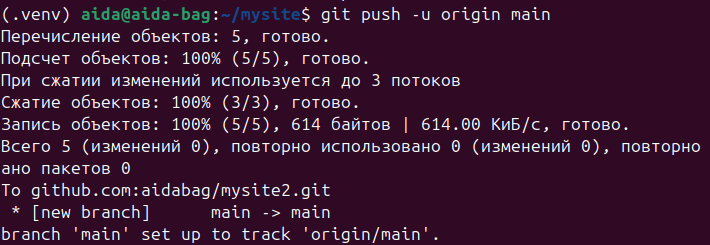 (.venv) aida@aida-bag:~/mysite$ git push -u origin main
Перечисление объектов: 5, готово.
Подсчет объектов: 100% (5/5), готово.
При сжатии изменений используется до 3 потоков
Сжатие объектов: 100% (3/3), готово.
Запись объектов: 100% (5/5), 614 байтов | 614.00 КиБ/с, готово.
Всего 5 (изменений 0), повторно использовано 0 (изменений 0), повторно
ано пакетов 0
To github.com:aidabag/mysite2.git
 * [new branch]      main -> main
branch 'main' set up to track 'origin/main'.